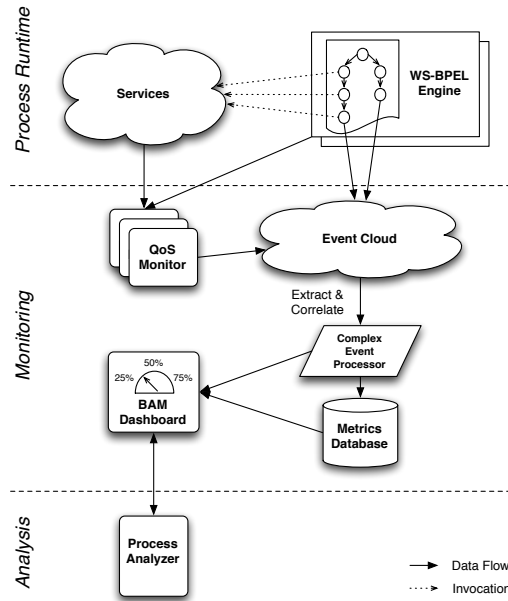 Process Runtime
Services
WS-BPEL
Engine
Monitoring
QoS
Monitor
Event Cloud
Extract &
Correlate
Complex
Event
Processor
50%
25%
75%
BAM
Dashboard
Metrics
Database
Analysis
Process
Analyzer
Data Flow
Invocation